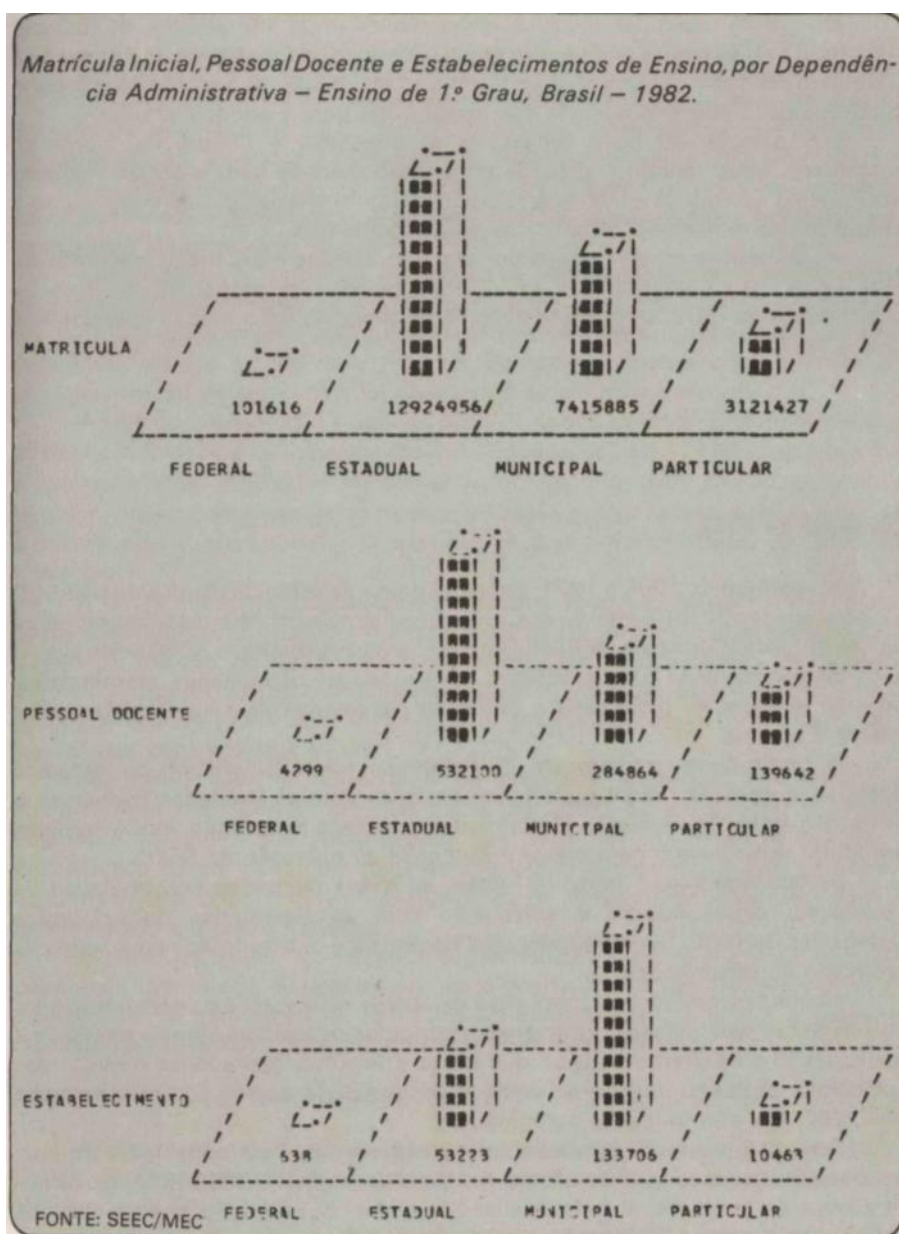 Matrícula Inicial, Pessoal Docente e Estabelecimentos de Ensino, por Dependên-
cia Administrativa — Ensino de 1.º Grau, Brasil — 1982.
MATRICULA
101616 12924956 7415885 3121427
FEDERAL ESTADUAL MUNICIPAL PARTICULAR
PESSOAL DOCENTE
4299 532100 284864 139642
FEDERAL ESTADUAL MUNICIPAL PARTICULAR
ESTABELECIMENTO
538 53223 133706 10463
FONTE: SEEC/MEC FEDERAL ESTADUAL MUNICIPAL PARTICULAR